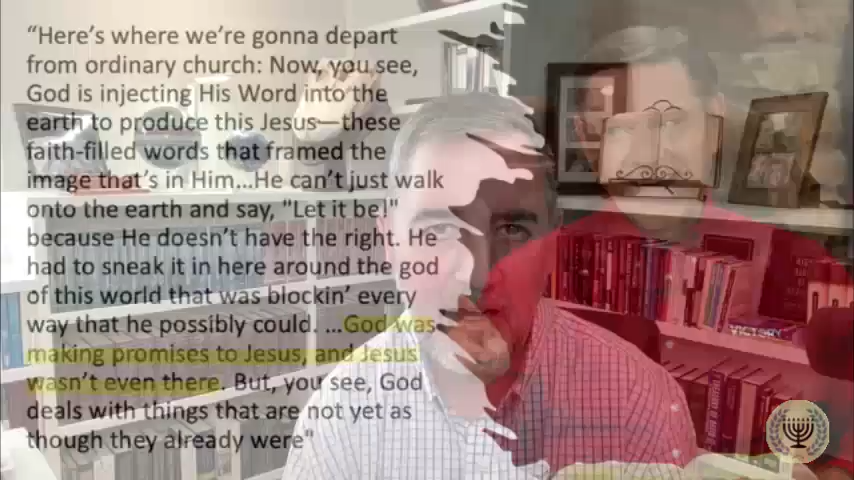 “Here’s where we’re gonna depart
from ordinary church: Now, you see,
God is injecting His Word into the
earth to produce this Jesus—these
faith-filled words that framed the
image that’s in Him...He can’t just walk
onto the earth and say, "Let it be!"
because He doesn’t have the right. He
had to sneak it in here around the god
of this world that was blockin’ every
way that he possibly could. ...God was
making promises to Jesus, and Jesus
wasn’t even there. But, you see, God
deals with things that are not yet as
though they already were"
VICTORY